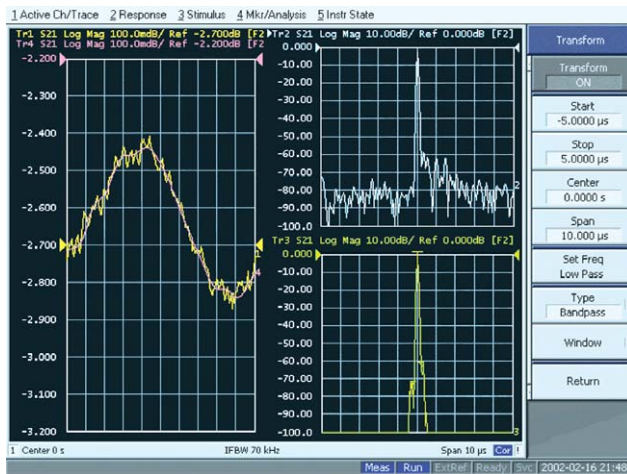 1 Active Ch/Trace 2 Response 3 Stimulus 4 Mkr/Analysis 5 Instr State
Tr1 S21 Log Mag 100.0mdB/ Ref -2.700dB [F2
Tr4 S21 Log Mag 100.0mdB/ Ref -2.200dB [F2
-2.200
-2.300
-2.400
-2.500
-2.600
-2.700
-2.800
-2.900
-3.000
-3.100
-3.200
1
4
Tr2 S21 Log Mag 10.00dB/ Ref 0.000dB [F2]
0.000
-10.00
-20.00
-30.00
-40.00
-50.00
-60.00
-70.00
-80.00
-90.00
-100.0
2
Tr3 S21 Log Mag 10.00dB/ Ref 0.000dB [F2]
0.000
-10.00
-20.00
-30.00
-40.00
-50.00
-60.00
-70.00
-80.00
-90.00
-100.0
3
Transform
Transform
ON
Start
-5.0000 µs
Stop
5.0000 µs
Center
0.0000 s
Span
10.000 µs
Set Freq
Low Pass
Type
Bandpass
Window
Return
1 Center 0 s IFBW 70 kHz Span 10 µs Cor !
Meas Run ExtRef Ready Svc 2002-02-16 21:48